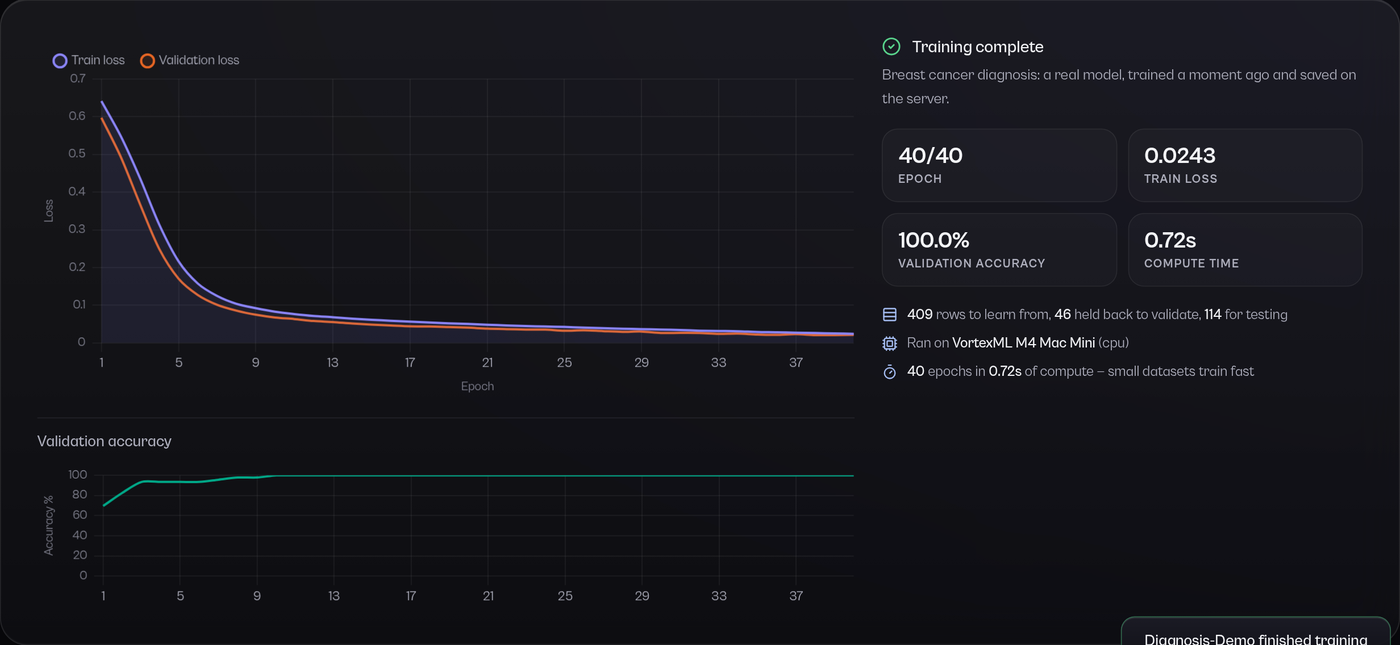 Train loss Validation loss
0.7
0.6
0.5
0.4
0.3
0.2
0.1
0
Loss
1 5 9 13 17 21 25 29 33 37
Epoch
Validation accuracy
100
80
60
40
20
0
Accuracy %
1 5 9 13 17 21 25 29 33 37
Training complete
Breast cancer diagnosis: a real model, trained a moment ago and saved on
the server.
40/40
EPOCH
0.0243
TRAIN LOSS
100.0%
VALIDATION ACCURACY
0.72s
COMPUTE TIME
409 rows to learn from, 46 held back to validate, 114 for testing
Ran on VortexML M4 Mac Mini (cpu)
40 epochs in 0.72s of compute – small datasets train fast
Diagnosis-Demo finished training